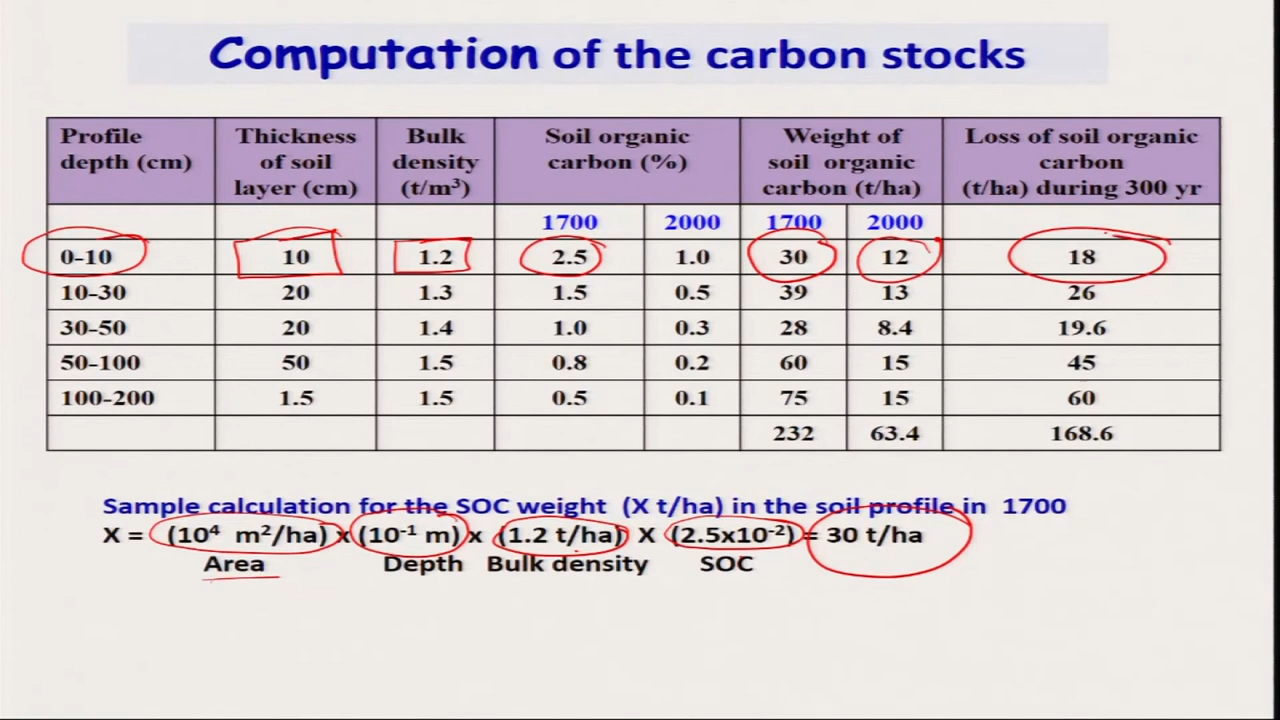 Computation of the carbon stocks
Profile depth (cm) Thickness of soil layer (cm) Bulk density (t/m³) Soil organic carbon (%) Weight of soil organic carbon (t/ha) Loss of soil organic carbon (t/ha) during 300 yr
1700 2000 1700 2000
0-10 10 1.2 2.5 1.0 30 12 18
10-30 20 1.3 1.5 0.5 39 13 26
30-50 20 1.4 1.0 0.3 28 8.4 19.6
50-100 50 1.5 0.8 0.2 60 15 45
100-200 1.5 1.5 0.5 0.1 75 15 60
232 63.4 168.6
Sample calculation for the SOC weight (X t/ha) in the soil profile in 1700
X = (10⁴ m²/ha) x (10⁻¹ m) x (1.2 t/ha) X (2.5x10⁻²) = 30 t/ha
Area Depth Bulk density SOC